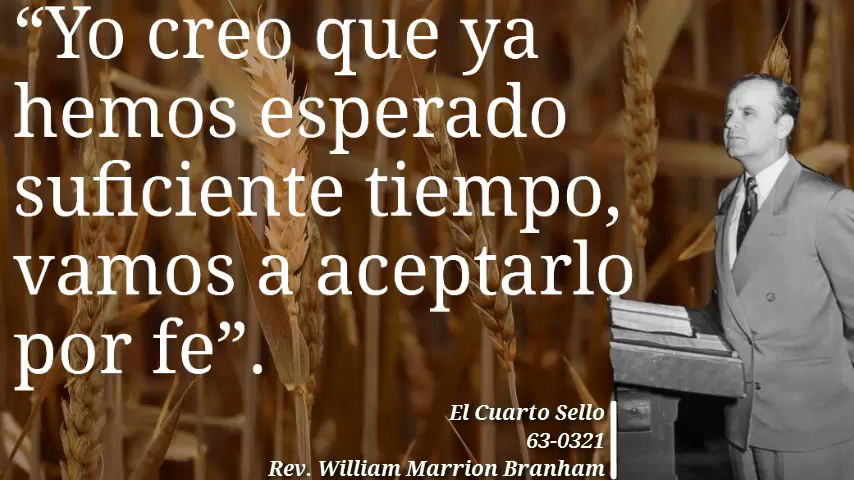 “Yo creo que ya
hemos esperado
suficiente tiempo,
vamos a aceptarlo
por fe”.
El Cuarto Sello
63-0321
Rev. William Marrion Branham